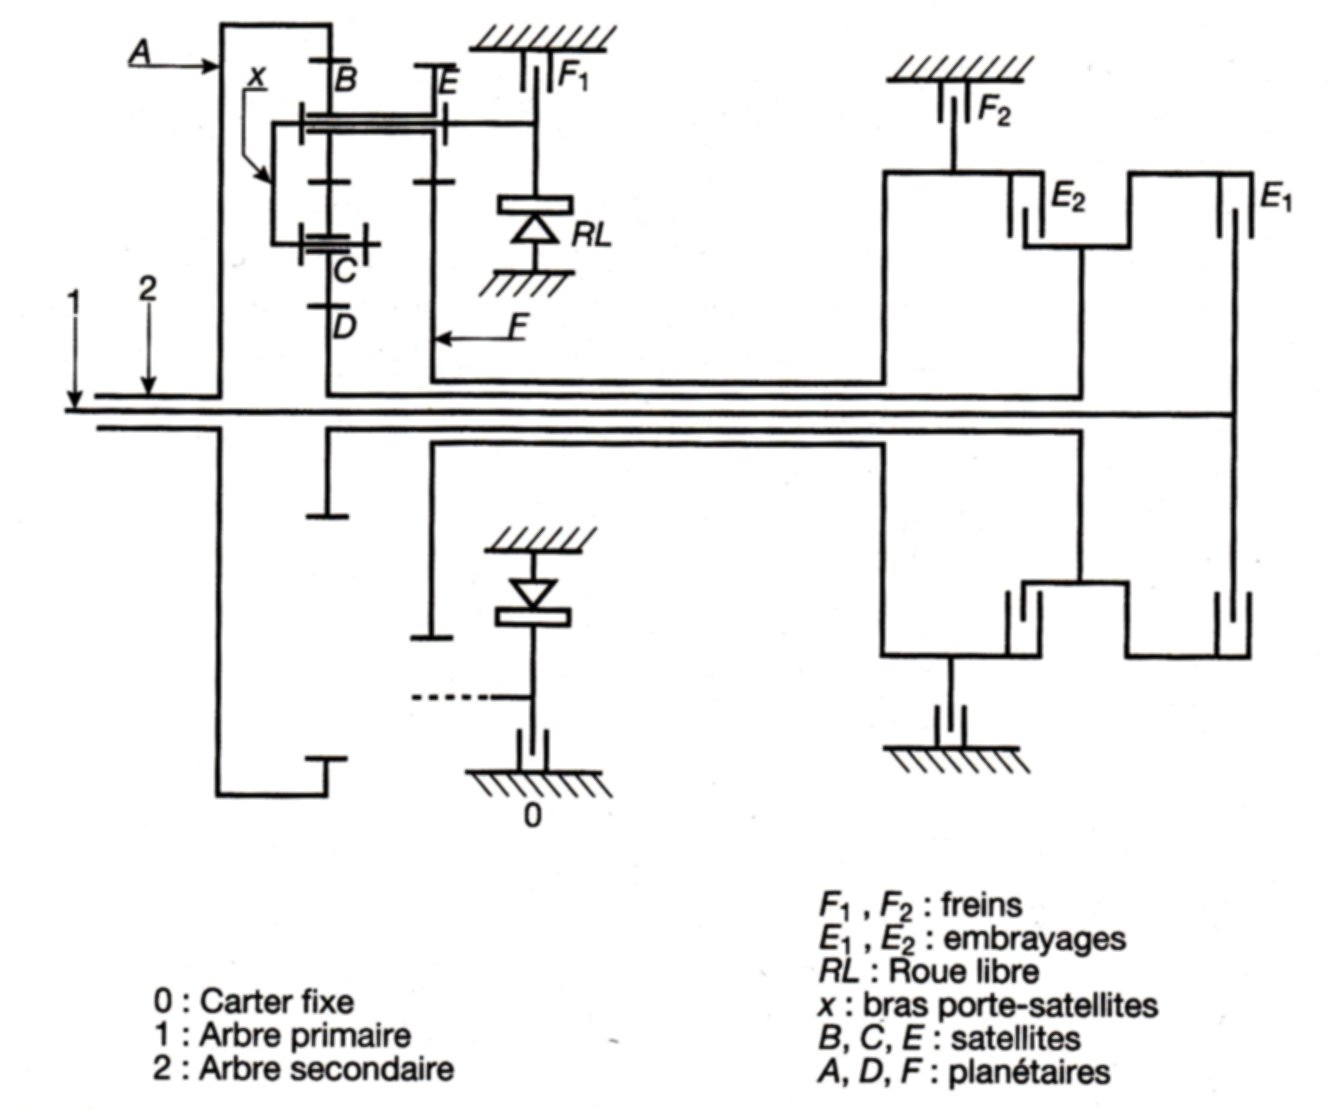 A
x
B
E
F1
F2
E2
E1
RL
C
1
2
D
F
0
F1 , F2 : freins
E1 , E2 : embrayages
RL : Roue libre
x : bras porte-satellites
B, C, E : satellites
A, D, F : planétaires
0 : Carter fixe
1 : Arbre primaire
2 : Arbre secondaire